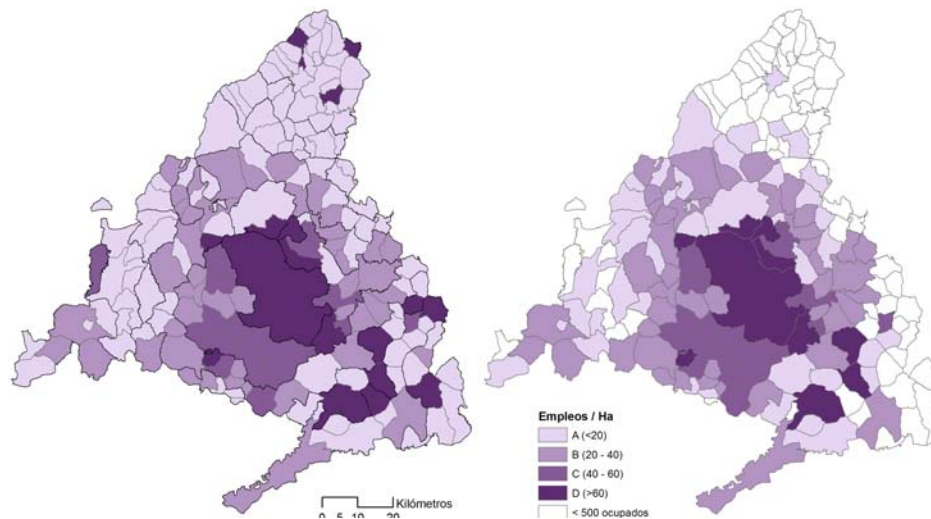 Empleos / Ha
A (<20)
B (20 - 40)
C (40 - 60)
D (>60)
< 500 ocupados
Kilómetros
0 5 10 20